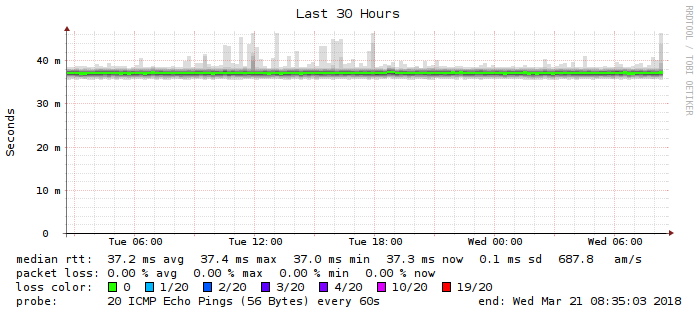 Last 30 Hours
RRDTOOL / TOBI OETIKER
Seconds
40 m
30 m
20 m
10 m
0
Tue 06:00 Tue 12:00 Tue 18:00 Wed 00:00 Wed 06:00
median rtt: 37.2 ms avg 37.4 ms max 37.0 ms min 37.3 ms now 0.1 ms sd 687.8 am/s
packet loss: 0.00 % avg 0.00 % max 0.00 % min 0.00 % now
loss color: 0 1/20 2/20 3/20 4/20 10/20 19/20
probe: 20 ICMP Echo Pings (56 Bytes) every 60s end: Wed Mar 21 08:35:03 2018